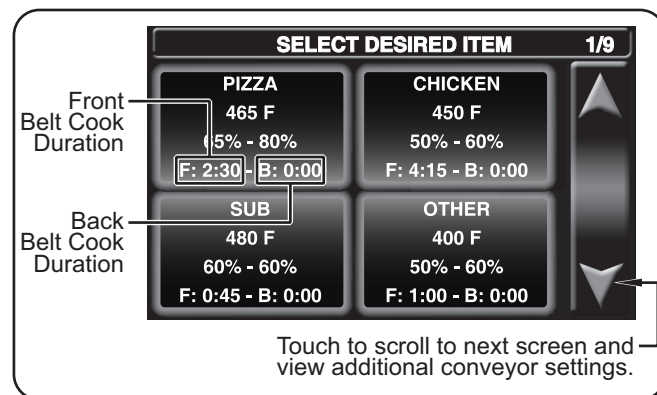 SELECT DESIRED ITEM 1/9
Front
Belt Cook
Duration
PIZZA
465 F
65% - 80%
F: 2:30 - B: 0:00
CHICKEN
450 F
50% - 60%
F: 4:15 - B: 0:00
Back
Belt Cook
Duration
SUB
480 F
60% - 60%
F: 0:45 - B: 0:00
OTHER
400 F
50% - 60%
F: 1:00 - B: 0:00
Touch to scroll to next screen and
view additional conveyor settings.